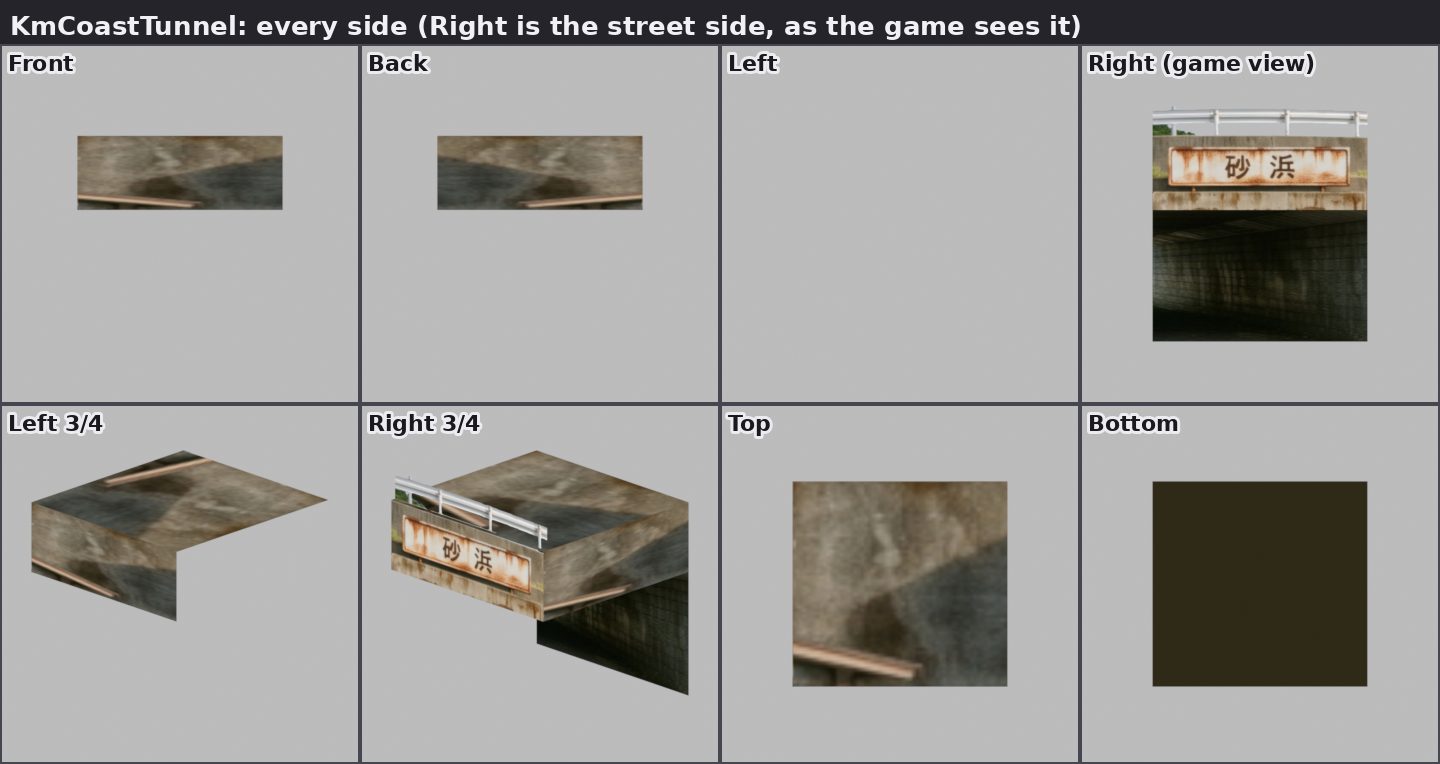 KmCoastTunnel: every side (Right is the street side, as the game sees it)
Front
Back
Left
Right (game view)
砂 浜
Left 3/4
Right 3/4
砂 浜
Top
Bottom